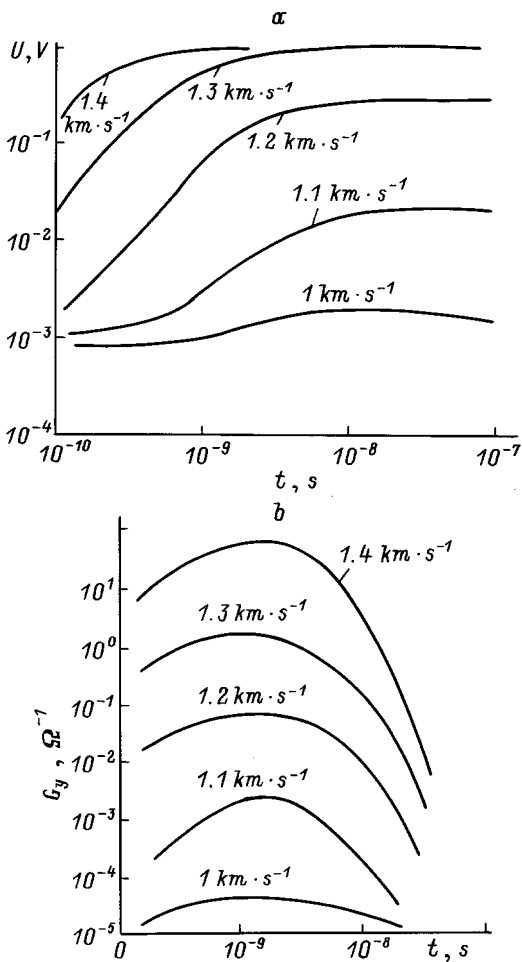 a
U, V
1.4
km·s⁻¹
1.3 km·s⁻¹
10⁻¹
1.2 km·s⁻¹
1.1 km·s⁻¹
10⁻²
1 km·s⁻¹
10⁻³
10⁻⁴
10⁻¹⁰ 10⁻⁹ 10⁻⁸ 10⁻⁷
t, s
b
1.4 km·s⁻¹
10¹
1.3 km·s⁻¹
10⁰
10⁻¹
1.2 km·s⁻¹
G_y, Ω⁻¹
10⁻²
1.1 km·s⁻¹
10⁻³
10⁻⁴
1 km·s⁻¹
10⁻⁵
0 10⁻⁹ 10⁻⁸ t, s